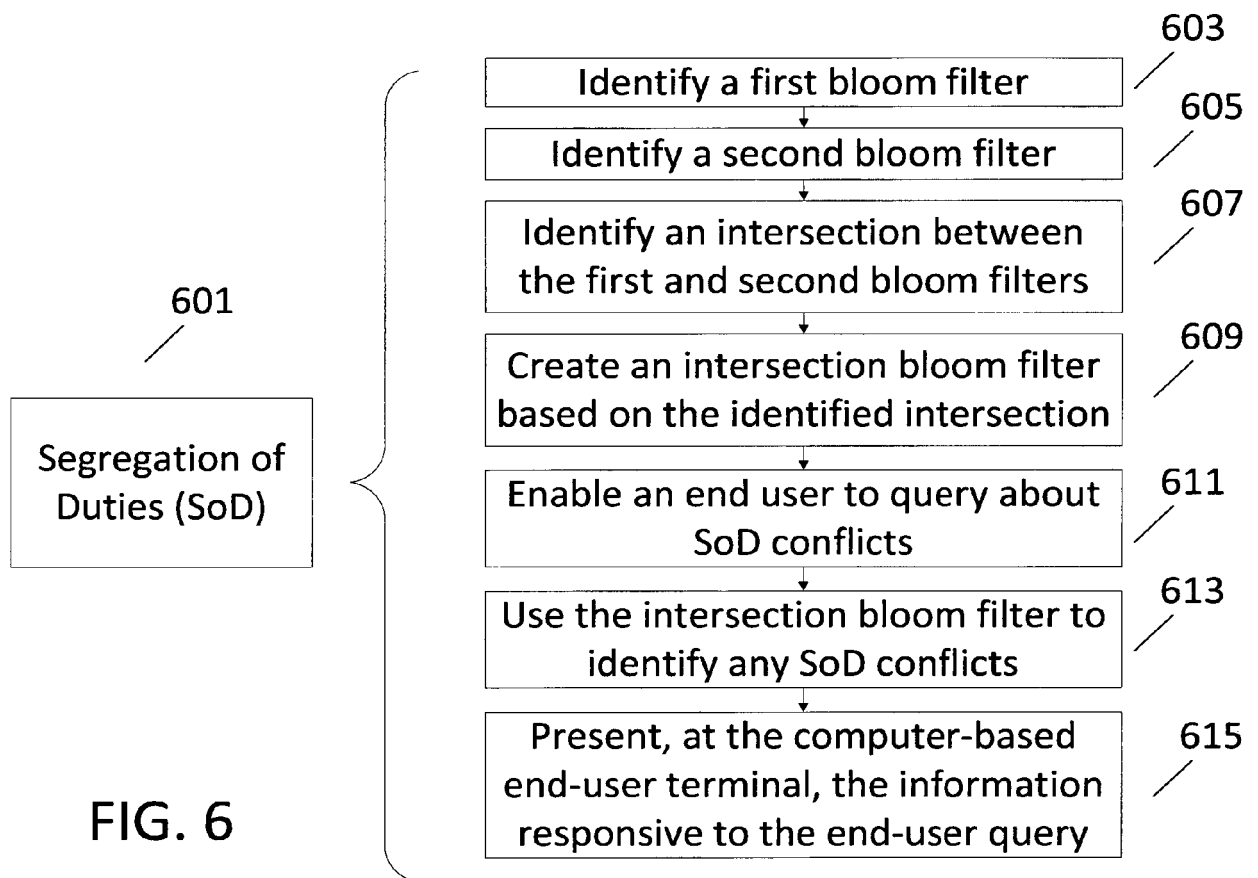 603
Identify a first bloom filter
605
Identify a second bloom filter
607
Identify an intersection between
the first and second bloom filters
601
609
Create an intersection bloom filter
based on the identified intersection
Segregation of
Duties (SoD)
611
Enable an end user to query about
SoD conflicts
613
Use the intersection bloom filter to
identify any SoD conflicts
615
Present, at the computer-based
end-user terminal, the information
responsive to the end-user query
FIG. 6